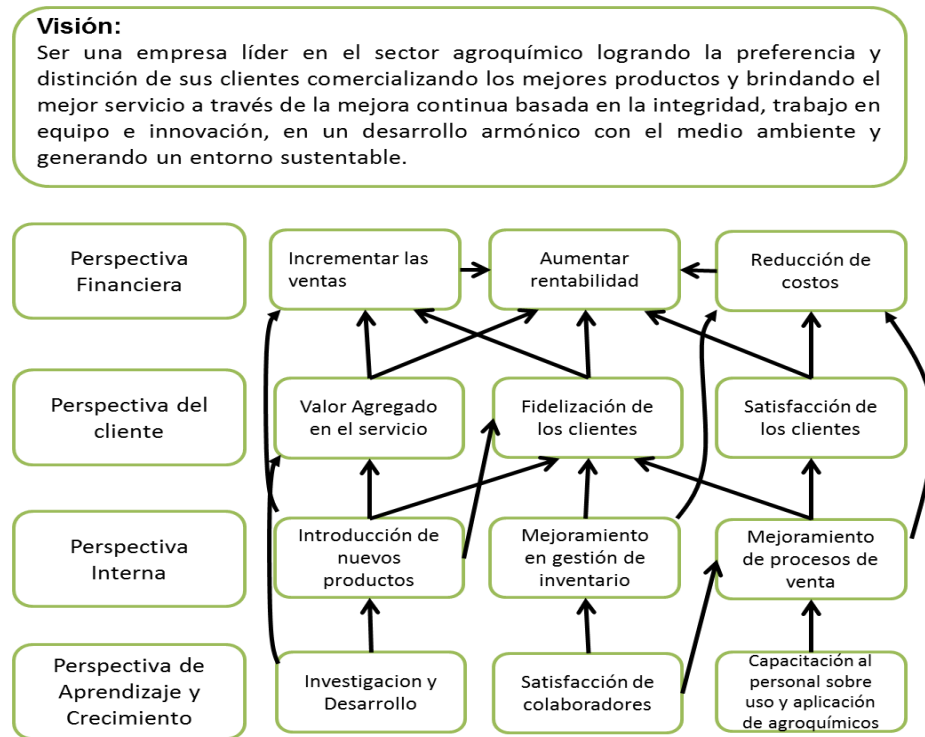 Visión:
Ser una empresa líder en el sector agroquímico logrando la preferencia y
distinción de sus clientes comercializando los mejores productos y brindando el
mejor servicio a través de la mejora continua basada en la integridad, trabajo en
equipo e innovación, en un desarrollo armónico con el medio ambiente y
generando un entorno sustentable.
Perspectiva
Financiera
Incrementar las
ventas
Aumentar
rentabilidad
Reducción de
costos
Perspectiva del
cliente
Valor Agregado
en el servicio
Fidelización de
los clientes
Satisfacción de
los clientes
Perspectiva
Interna
Introducción de
nuevos
productos
Mejoramiento
en gestión de
inventario
Mejoramiento
de procesos de
venta
Perspectiva de
Aprendizaje y
Crecimiento
Investigacion y
Desarrollo
Satisfacción de
colaboradores
Capacitación al
personal sobre
uso y aplicación
de agroquímicos